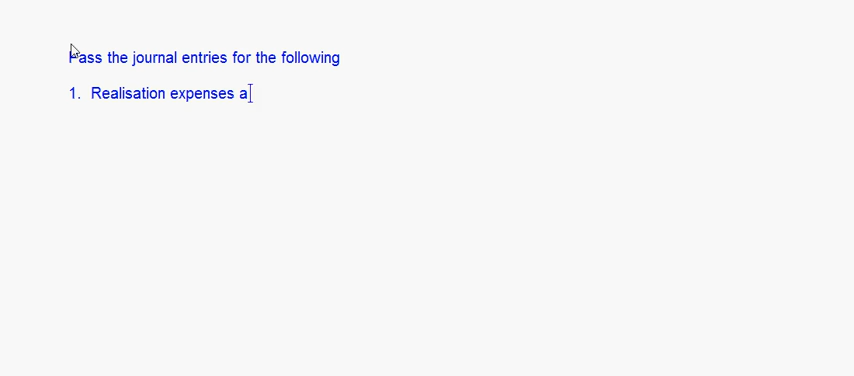 Pass the journal entries for the following
1. Realisation expenses a